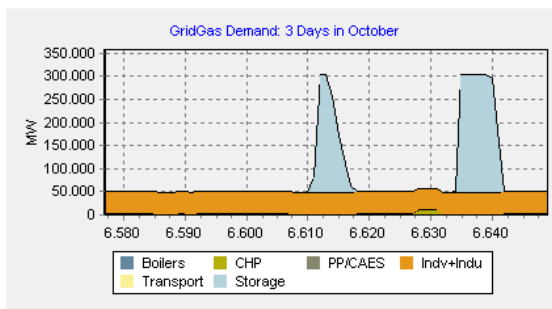 GridGas Demand: 3 Days in October
350.000
300.000
250.000
200.000
150.000
100.000
50.000
0
MW
6.580 6.590 6.600 6.610 6.620 6.630 6.640
Boilers CHP PP/CAES Indv+Indu
Transport Storage